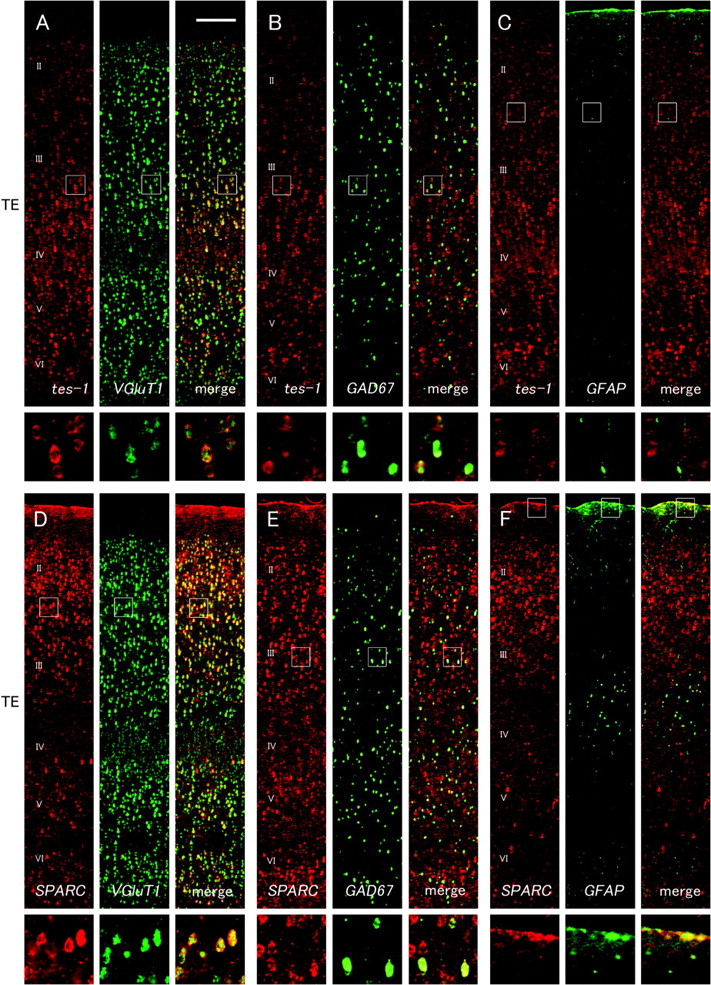 A
II
III
TE
IV
V
VI
tes-1 VGluT1 merge
B
II
III
IV
V
VI
tes-1 GAD67 merge
C
II
III
IV
V
VI
tes-1 GFAP merge
D
II
III
TE
IV
V
VI
SPARC VGluT1 merge
E
II
III
IV
V
VI
SPARC GAD67 merge
F
II
III
IV
V
VI
SPARC GFAP merge